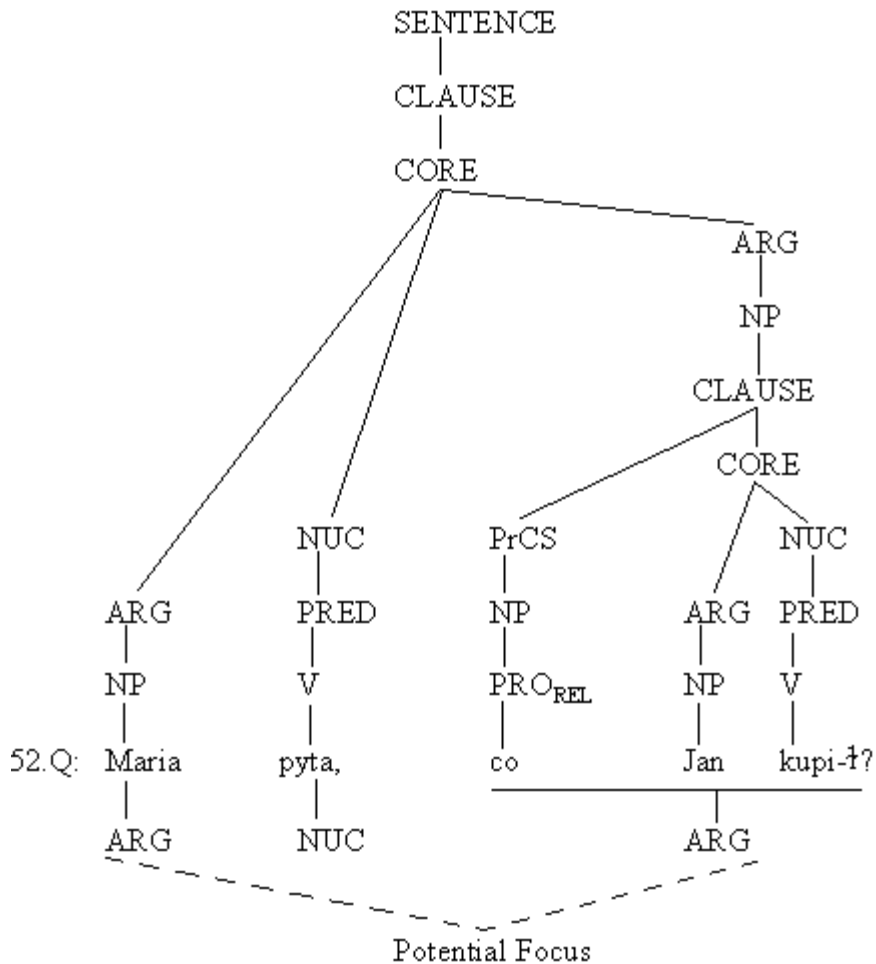 SENTENCE
CLAUSE
CORE
ARG
NP
CLAUSE
CORE
NUC PrCS NUC
ARG PRED NP ARG PRED
NP V PROREL NP V
52.Q: Maria pyta, co Jan kupi-ł?
ARG NUC ARG
Potential Focus